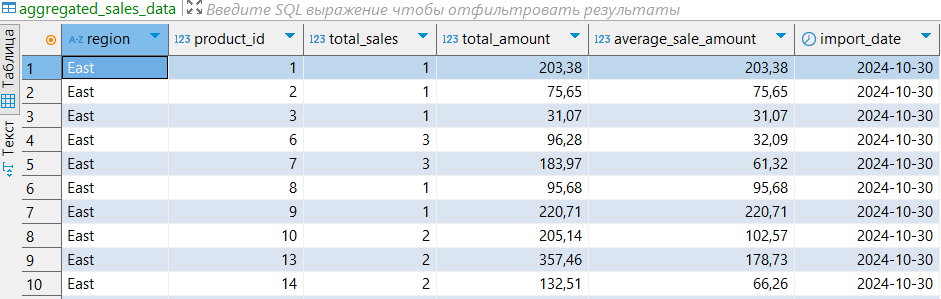 aggregated_sales_data Введите SQL выражение чтобы отфильтровать результаты
Таблица
Текст
A-Z region 123 product_id 123 total_sales 123 total_amount 123 average_sale_amount import_date
1 East 1 1 203,38 203,38 2024-10-30
2 East 2 1 75,65 75,65 2024-10-30
3 East 3 1 31,07 31,07 2024-10-30
4 East 6 3 96,28 32,09 2024-10-30
5 East 7 3 183,97 61,32 2024-10-30
6 East 8 1 95,68 95,68 2024-10-30
7 East 9 1 220,71 220,71 2024-10-30
8 East 10 2 205,14 102,57 2024-10-30
9 East 13 2 357,46 178,73 2024-10-30
10 East 14 2 132,51 66,26 2024-10-30